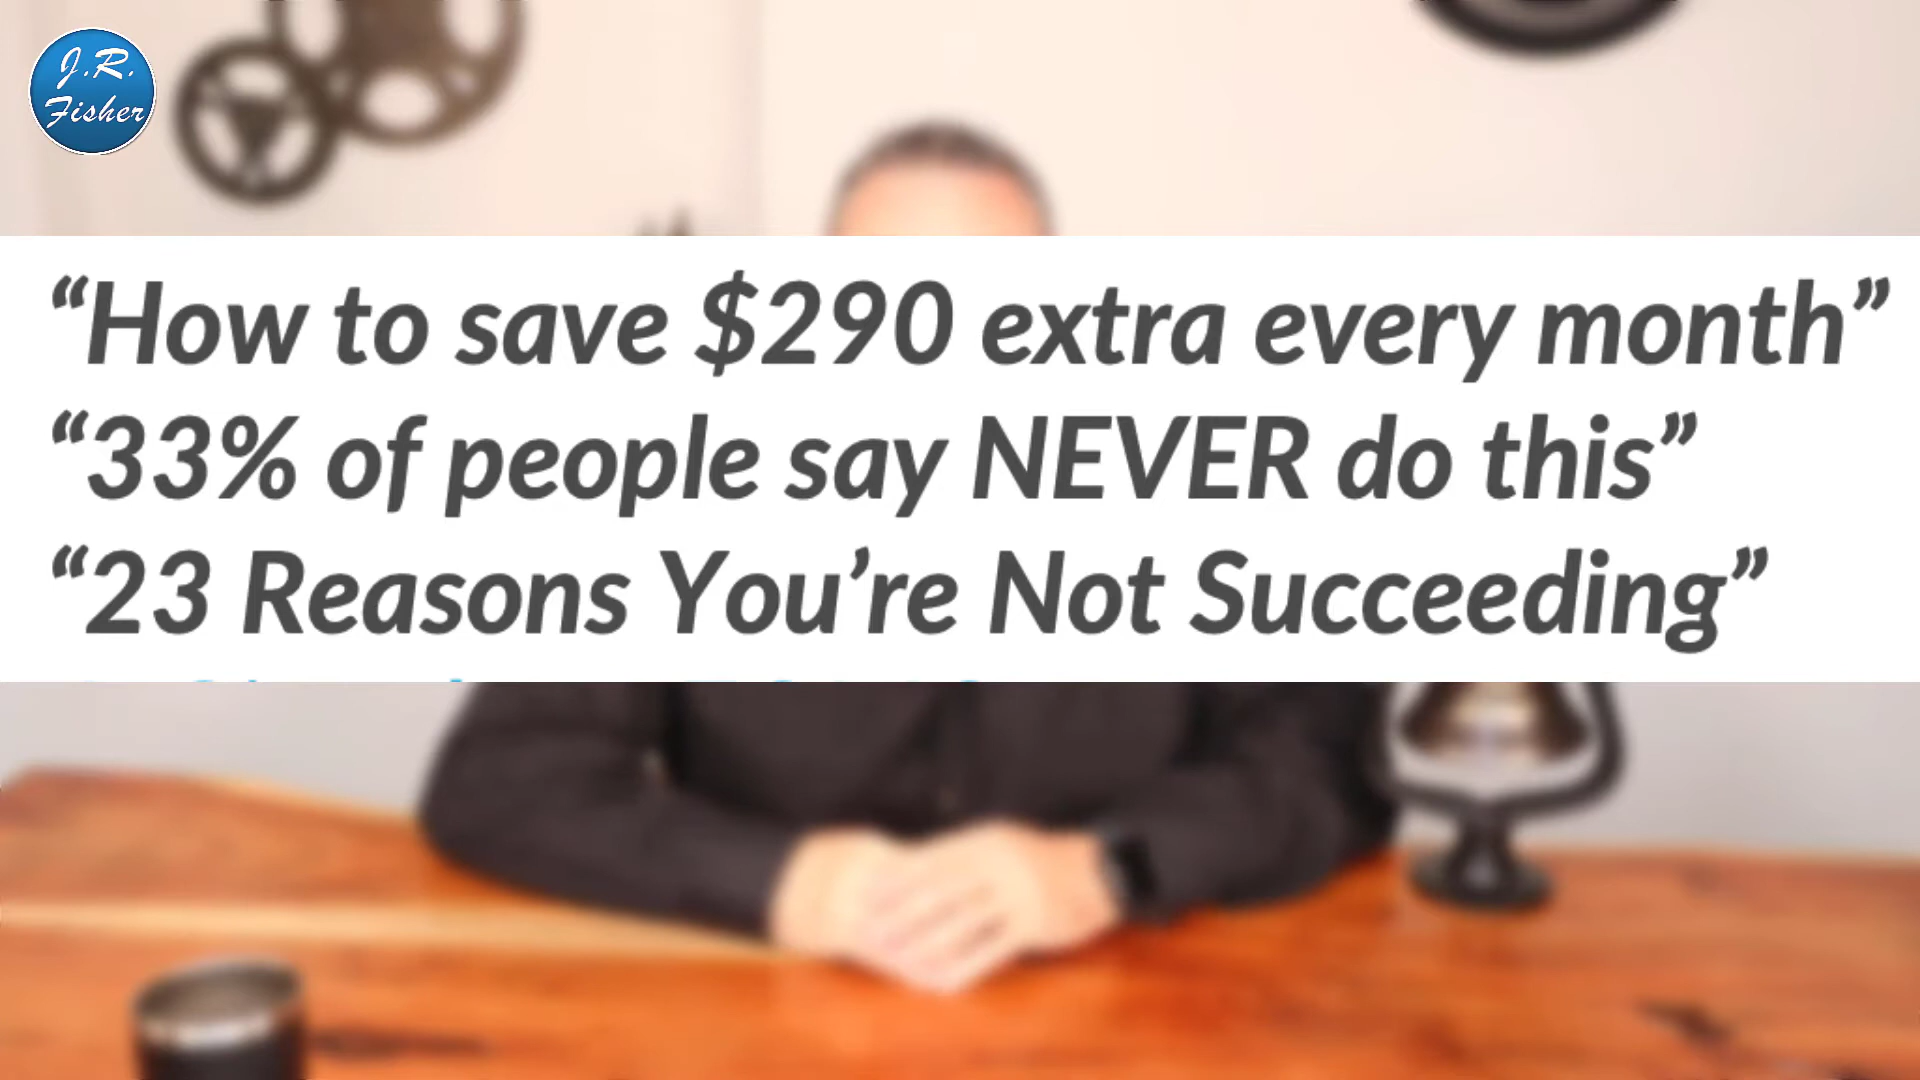 J.R.
Fisher
“How to save $290 extra every month”
“33% of people say NEVER do this”
“23 Reasons You’re Not Succeeding”